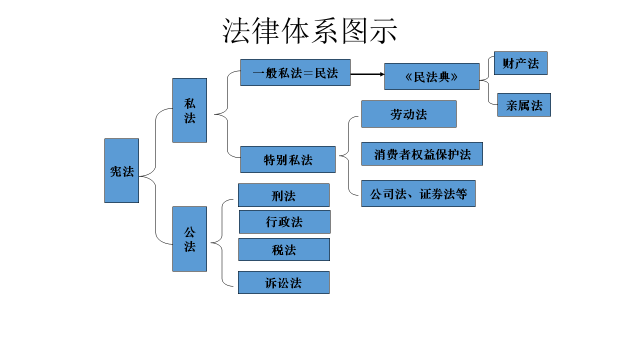 法律体系图示
宪法
私法
一般私法＝民法
《民法典》
财产法
亲属法
特别私法
劳动法
消费者权益保护法
公司法、证券法等
公法
刑法
行政法
税法
诉讼法